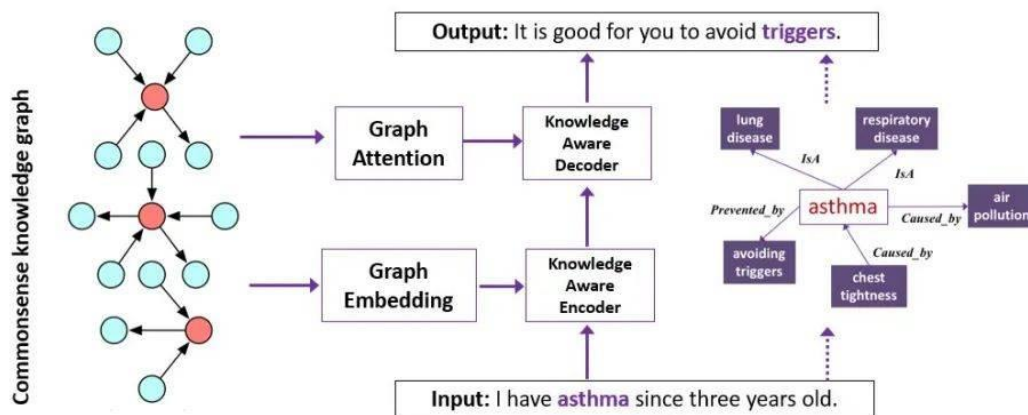 Commonsense knowledge graph
Output: It is good for you to avoid triggers.
Graph
Attention
Knowledge
Aware
Decoder
Graph
Embedding
Knowledge
Aware
Encoder
Input: I have asthma since three years old.
lung
disease
respiratory
disease
IsA
IsA
Prevented_by
asthma
Caused_by
air
pollution
avoiding
triggers
Caused_by
chest
tightness